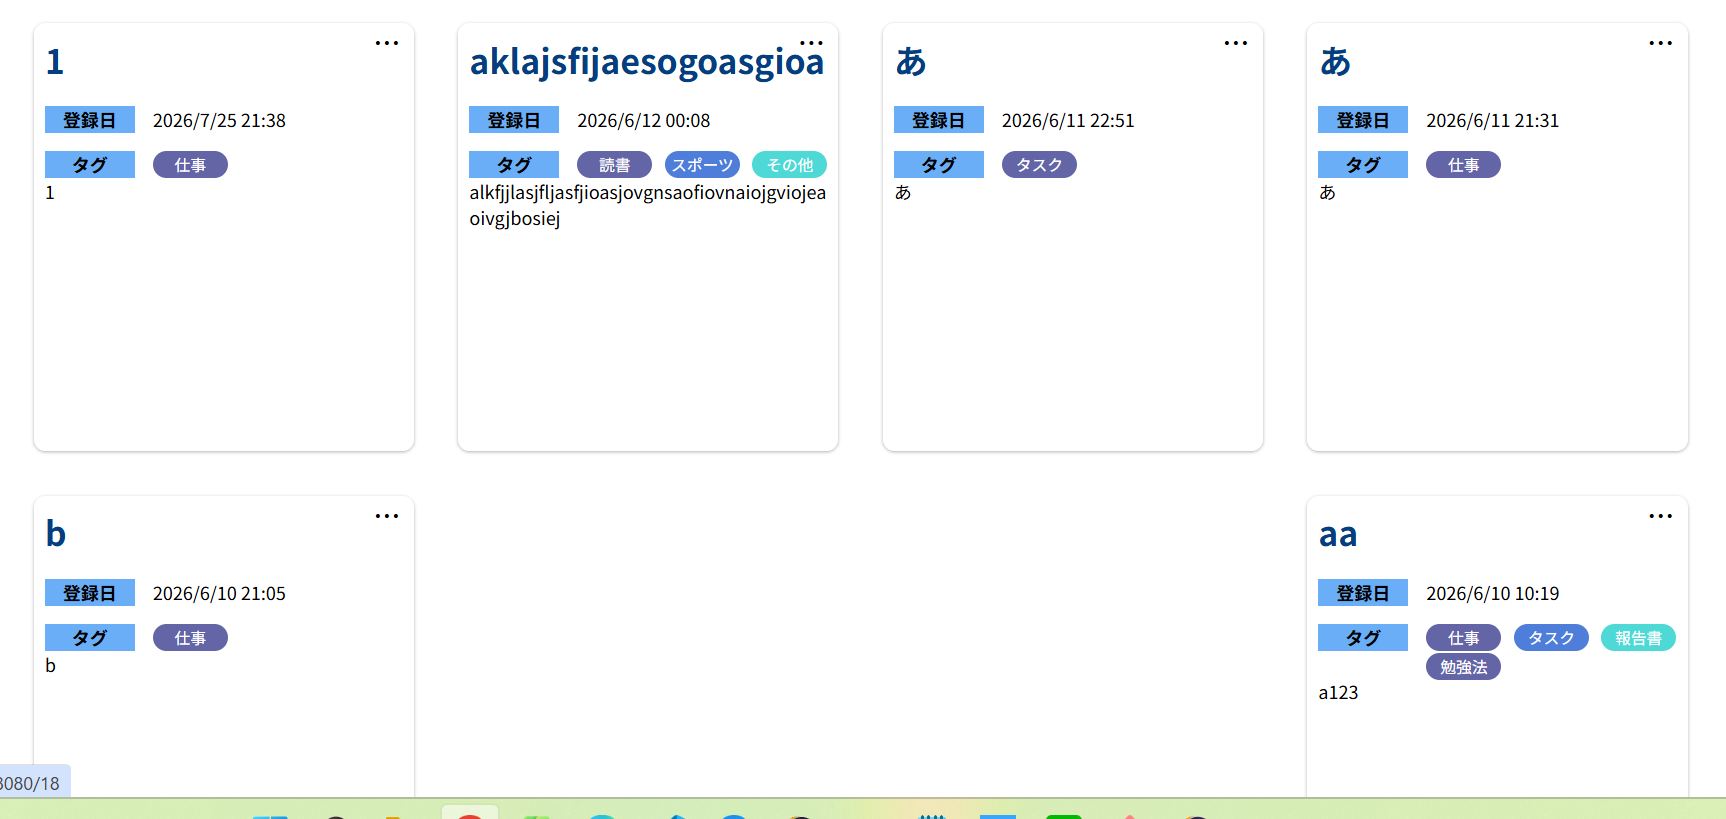 1
...
登録日 2026/7/25 21:38
タグ 仕事
1
aklajsfijaesogoasgioa
...
登録日 2026/6/12 00:08
タグ 読書 スポーツ その他
alkfjjlasjfljasfjioasjovgnsaofiovnaiojgviojea
oivgjbosiej
あ
...
登録日 2026/6/11 22:51
タグ タスク
あ
あ
...
登録日 2026/6/11 21:31
タグ 仕事
あ
b
...
登録日 2026/6/10 21:05
タグ 仕事
b
aa
...
登録日 2026/6/10 10:19
タグ 仕事 タスク 報告書
勉強法
a123
8080/18